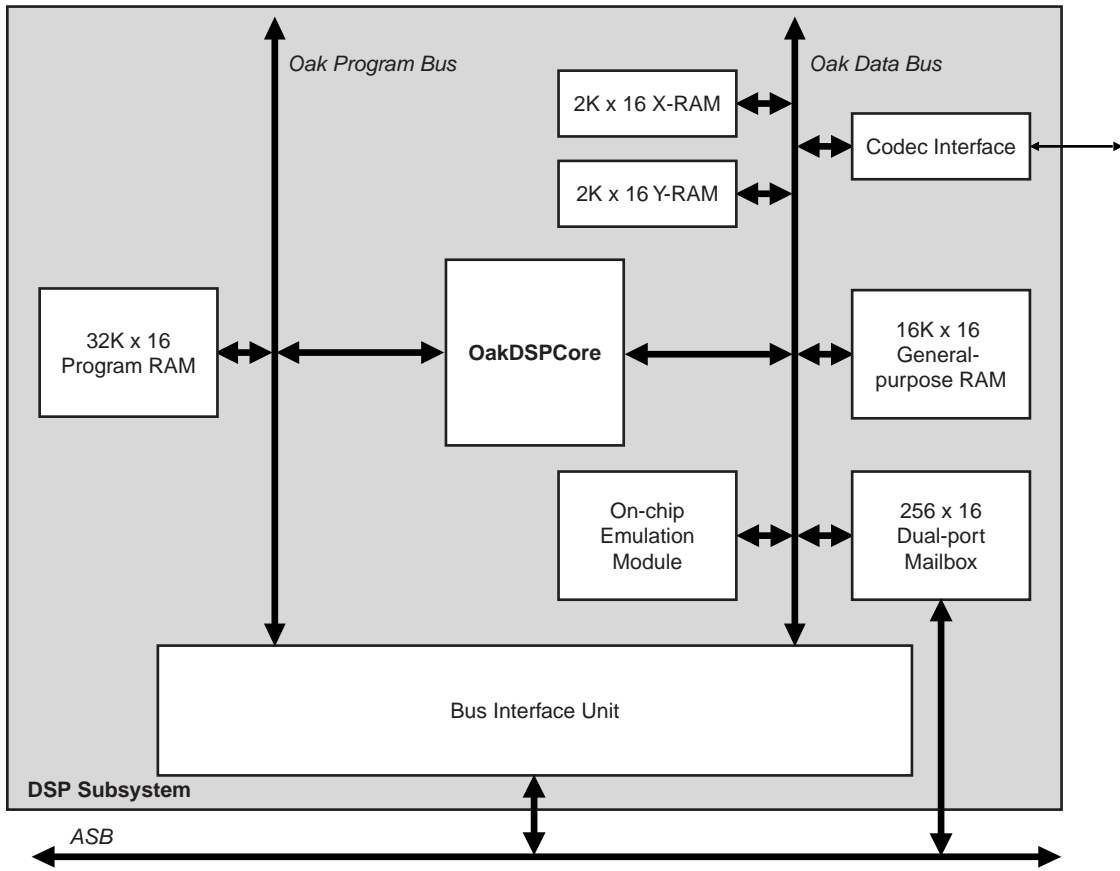 Oak Program Bus
Oak Data Bus
2K x 16 X-RAM
Codec Interface
2K x 16 Y-RAM
32K x 16
Program RAM
OakDSPCore
16K x 16
General-
purpose RAM
On-chip
Emulation
Module
256 x 16
Dual-port
Mailbox
Bus Interface Unit
DSP Subsystem
ASB